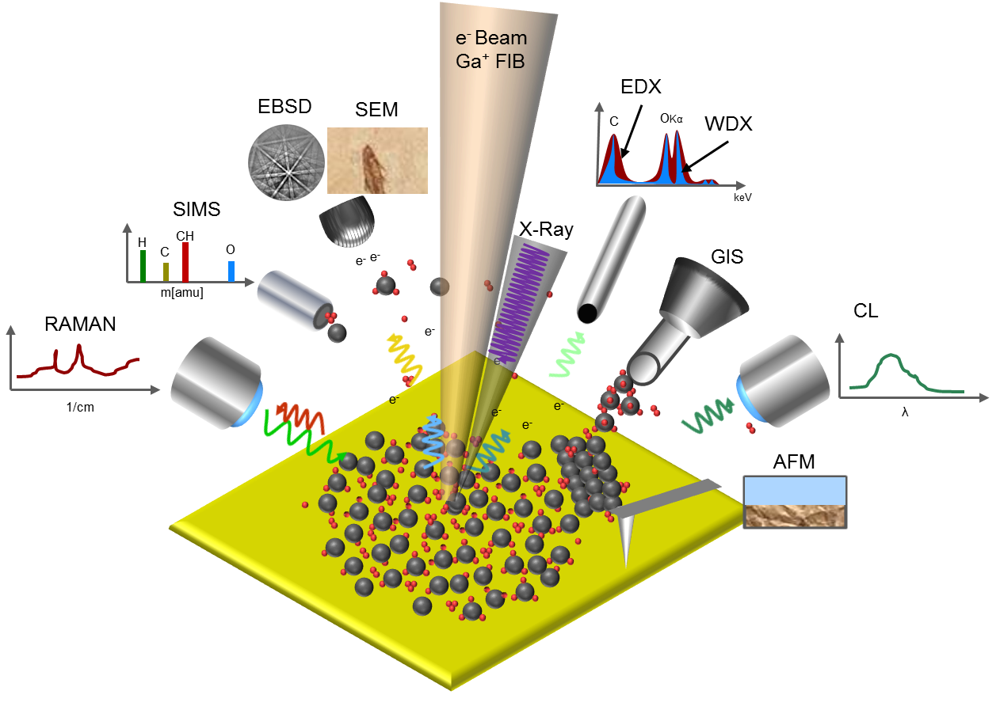 e⁻ Beam
Ga⁺ FIB
EBSD
SEM
EDX
C
OKα
WDX
keV
SIMS
H
C
CH
O
m[amu]
X-Ray
GIS
RAMAN
1/cm
CL
λ
AFM
e⁻
e⁻
e⁻
e⁻
e⁻
e⁻
e⁻
e⁻